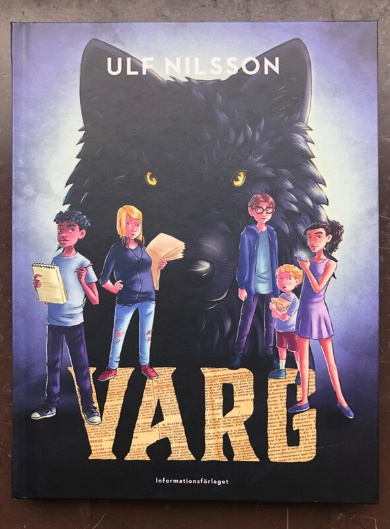 ULF NILSSON
VARG
Informationsförlaget